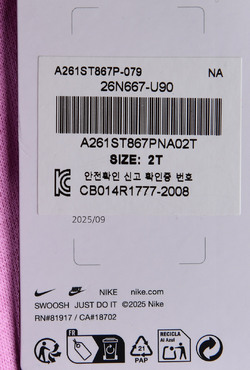 A261ST867P-079 NA
26N667-U90
A261ST867PNA02T
SIZE: 2T
안전확인 신고 확인증 번호
CB014R1777-2008
2025/09
NIKE nike.com
SWOOSH JUST DO IT ©2025 Nike
RN#81917 / CA#18702
FR
21
PAP
RECICLA
Al Azul